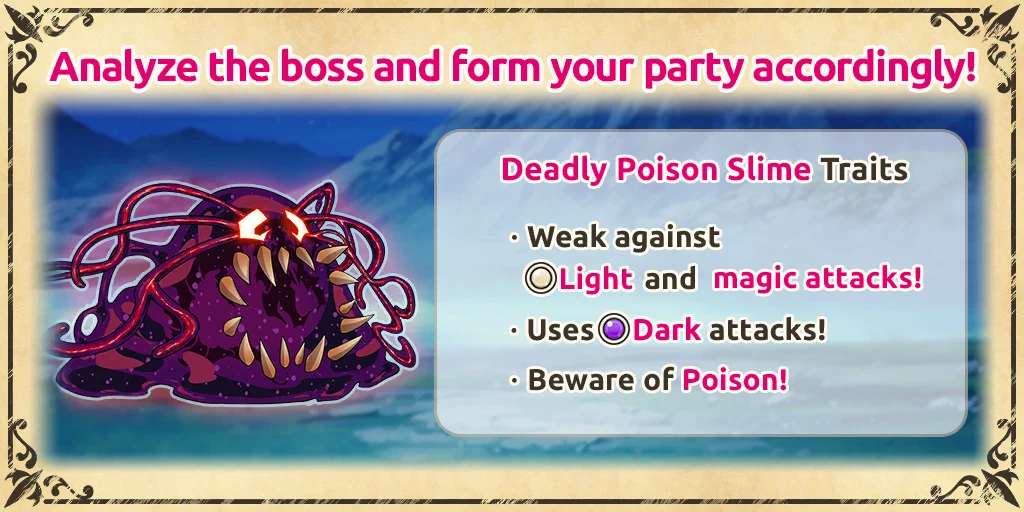 Analyze the boss and form your party accordingly!
Deadly Poison Slime Traits
· Weak against
Light and magic attacks!
· Uses Dark attacks!
· Beware of Poison!